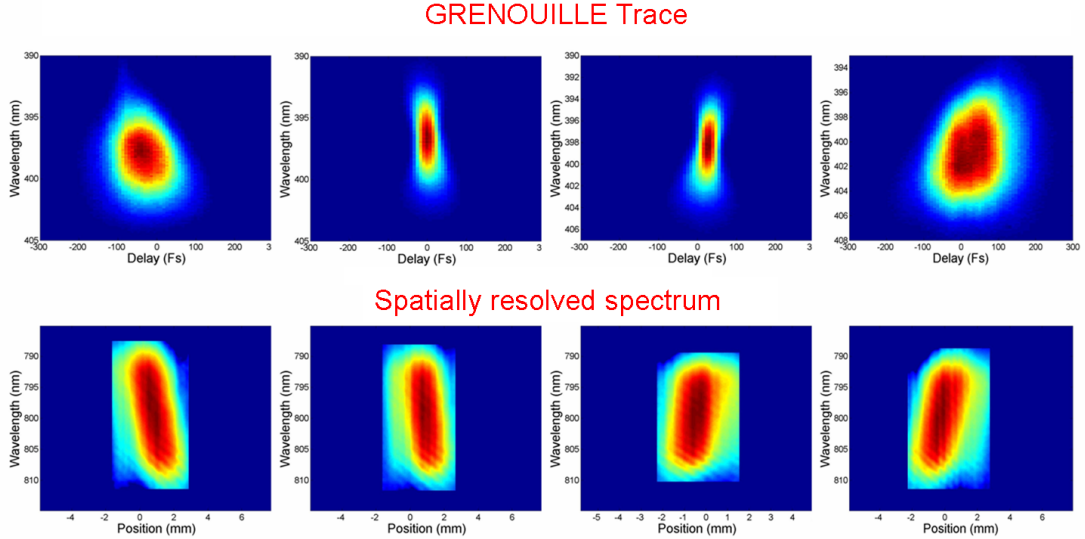 GRENOUILLE Trace
390
395
400
405
-300 -200 -100 0 100 200 3
Wavelength (nm)
Delay (Fs)
390
395
400
405
-300 -200 -100 0 100 200 3
Wavelength (nm)
Delay (Fs)
390
392
394
396
398
400
402
404
406
-300 -200 -100 0 100 200 3
Wavelength (nm)
Delay (Fs)
394
396
398
400
402
404
406
408
-300 -200 -100 0 100 200 300
Wavelength (nm)
Delay (Fs)
Spatially resolved spectrum
790
795
800
805
810
-4 -2 0 2 4 6
Wavelength (nm)
Position (mm)
790
795
800
805
810
-4 -2 0 2 4 6
Wavelength (nm)
Position (mm)
790
795
800
805
810
-5 -4 -3 -2 -1 0 1 2 3 4
Wavelength (nm)
Position (mm)
790
795
800
805
810
-4 -2 0 2 4 6
Wavelength (nm)
Position (mm)